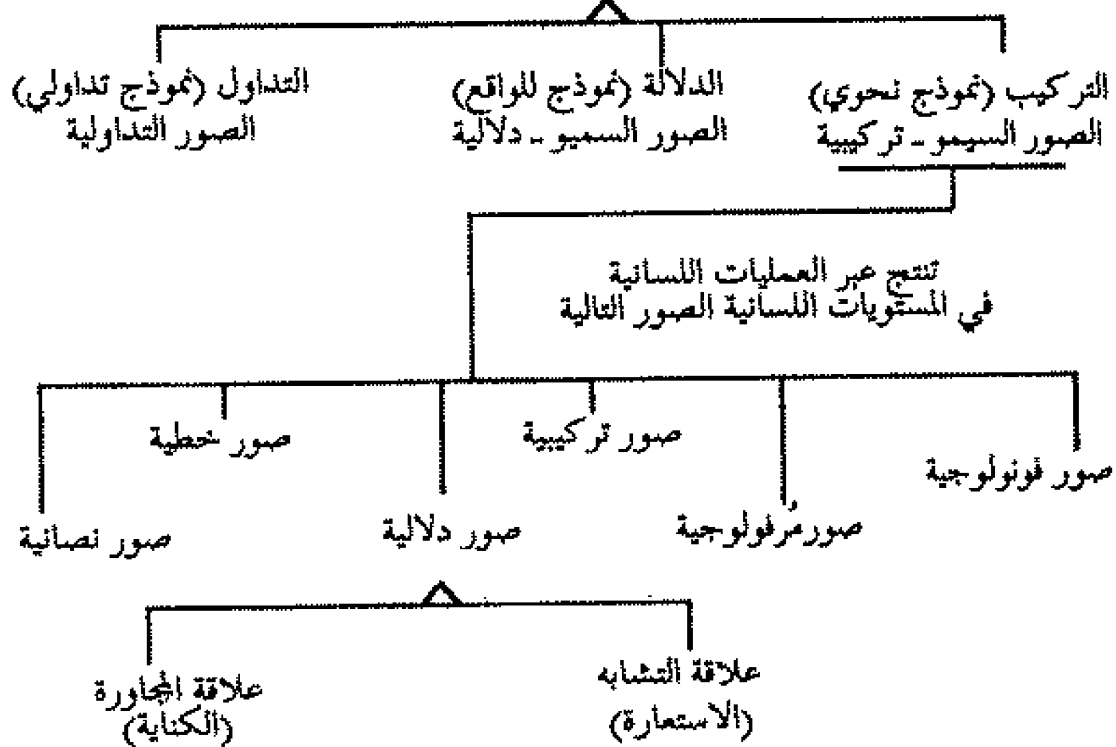 التركيب (نموذج نحوي)
الصور السيمو - تركيبية
الدلالة (نموذج للواقع)
الصور السميو - دلالية
التداول (نموذج تداولي)
الصور التداولية
تنتج عبر العمليات اللسانية
في المستويات اللسانية الصور التالية
صور فونولوجية
صور مُرفولوجية
صور تركيبية
صور دلالية
صور خطية
صور نصانية
علاقة التشابه
(الاستعارة)
علاقة المجاورة
(الكناية)